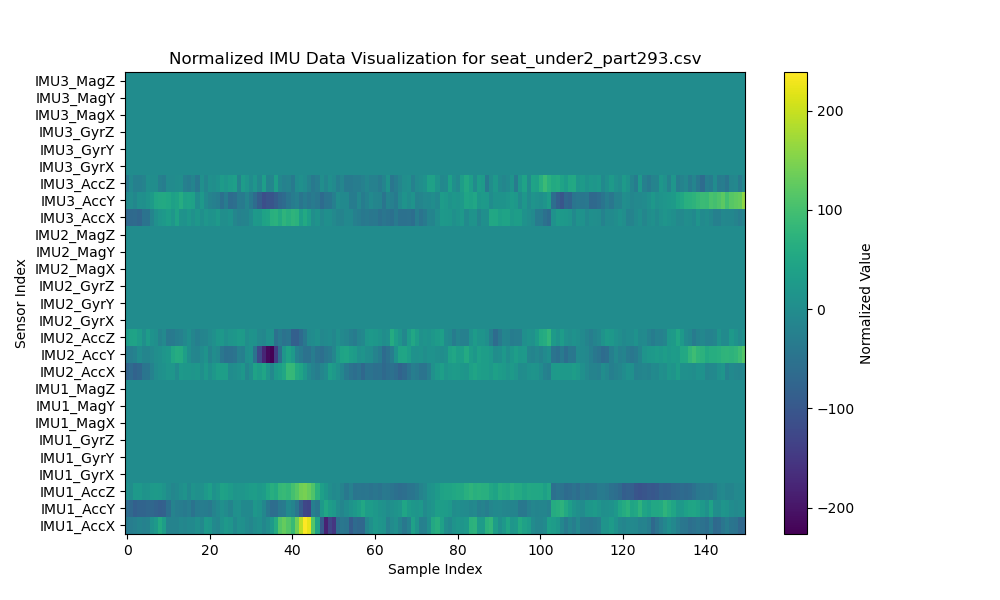 Normalized IMU Data Visualization for seat_under2_part293.csv
IMU3_MagZ
IMU3_MagY
IMU3_MagX
IMU3_GyrZ
IMU3_GyrY
IMU3_GyrX
IMU3_AccZ
IMU3_AccY
IMU3_AccX
IMU2_MagZ
IMU2_MagY
IMU2_MagX
IMU2_GyrZ
IMU2_GyrY
IMU2_GyrX
IMU2_AccZ
IMU2_AccY
IMU2_AccX
IMU1_MagZ
IMU1_MagY
IMU1_MagX
IMU1_GyrZ
IMU1_GyrY
IMU1_GyrX
IMU1_AccZ
IMU1_AccY
IMU1_AccX
Sensor Index
0 20 40 60 80 100 120 140
Sample Index
200
100
0
−100
−200
Normalized Value